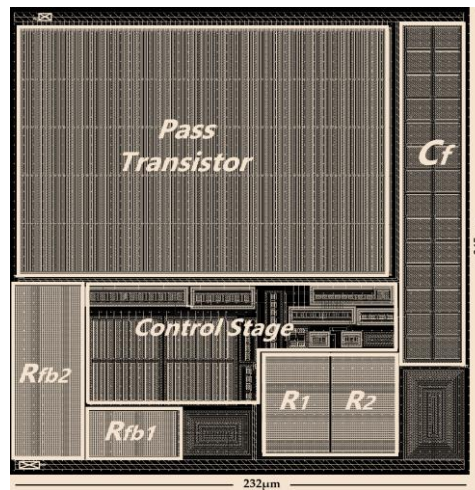 Pass
Transistor
Cf
Control Stage
Rfb2
R1
R2
Rfb1
232μm